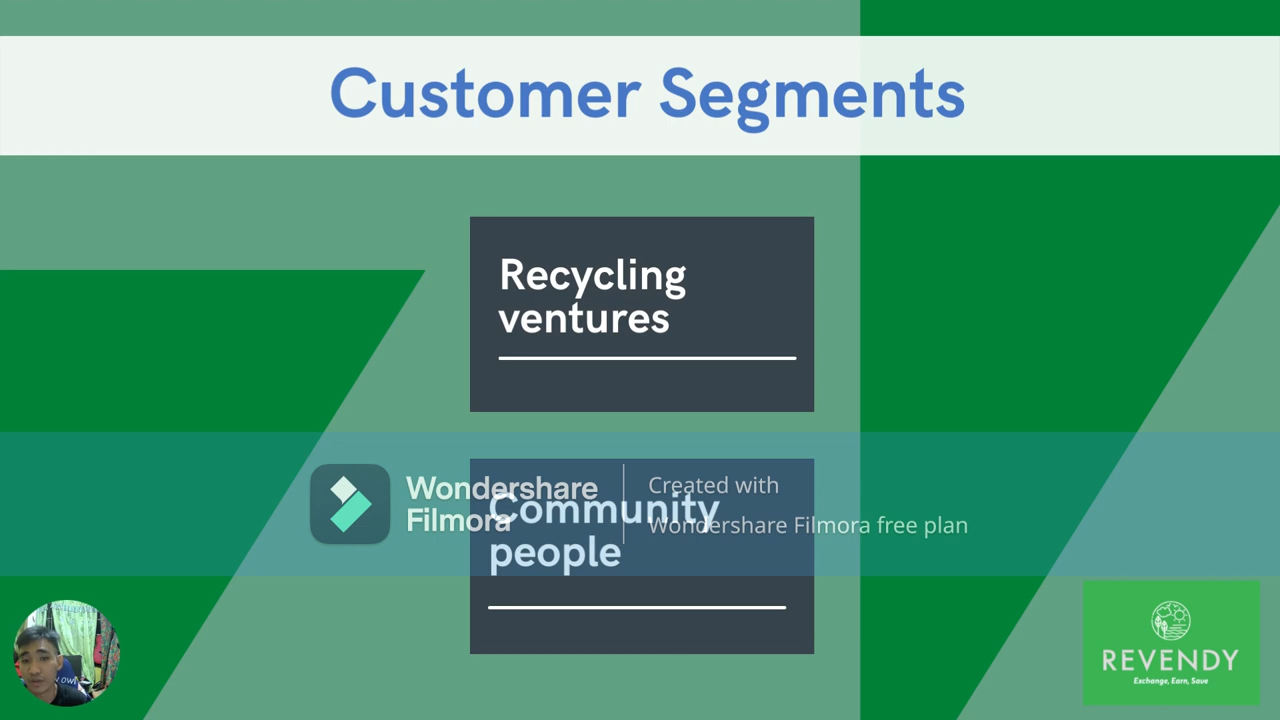 Customer Segments
Recycling
ventures
Wondershare
Filmora
Created with
Wondershare Filmora free plan
Community
people
REVENDY
Exchange, Earn, Save